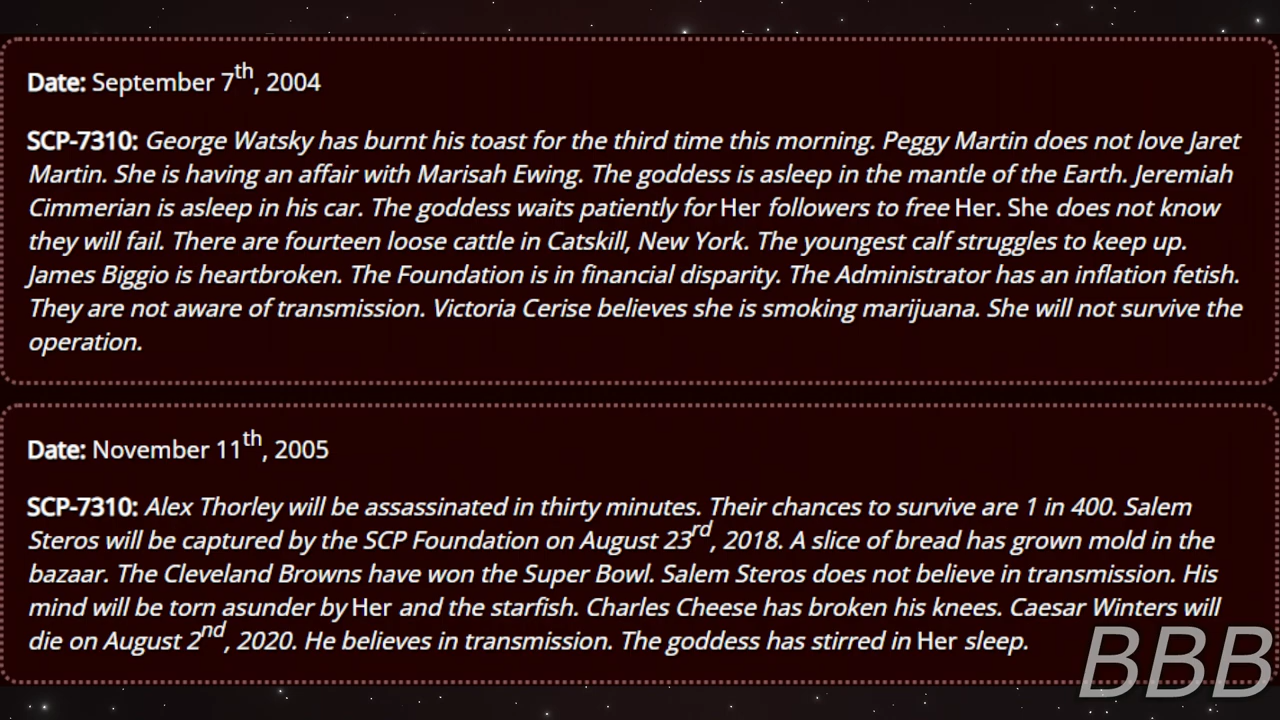 Date: September 7th, 2004
SCP-7310: George Watsky has burnt his toast for the third time this morning. Peggy Martin does not love Jaret
Martin. She is having an affair with Marisah Ewing. The goddess is asleep in the mantle of the Earth. Jeremiah
Cimmerian is asleep in his car. The goddess waits patiently for Her followers to free Her. She does not know
they will fail. There are fourteen loose cattle in Catskill, New York. The youngest calf struggles to keep up.
James Biggio is heartbroken. The Foundation is in financial disparity. The Administrator has an inflation fetish.
They are not aware of transmission. Victoria Cerise believes she is smoking marijuana. She will not survive the
operation.
Date: November 11th, 2005
SCP-7310: Alex Thorley will be assassinated in thirty minutes. Their chances to survive are 1 in 400. Salem
Steros will be captured by the SCP Foundation on August 23rd, 2018. A slice of bread has grown mold in the
bazaar. The Cleveland Browns have won the Super Bowl. Salem Steros does not believe in transmission. His
mind will be torn asunder by Her and the starfish. Charles Cheese has broken his knees. Caesar Winters will
die on August 2nd, 2020. He believes in transmission. The goddess has stirred in Her sleep.
BBB